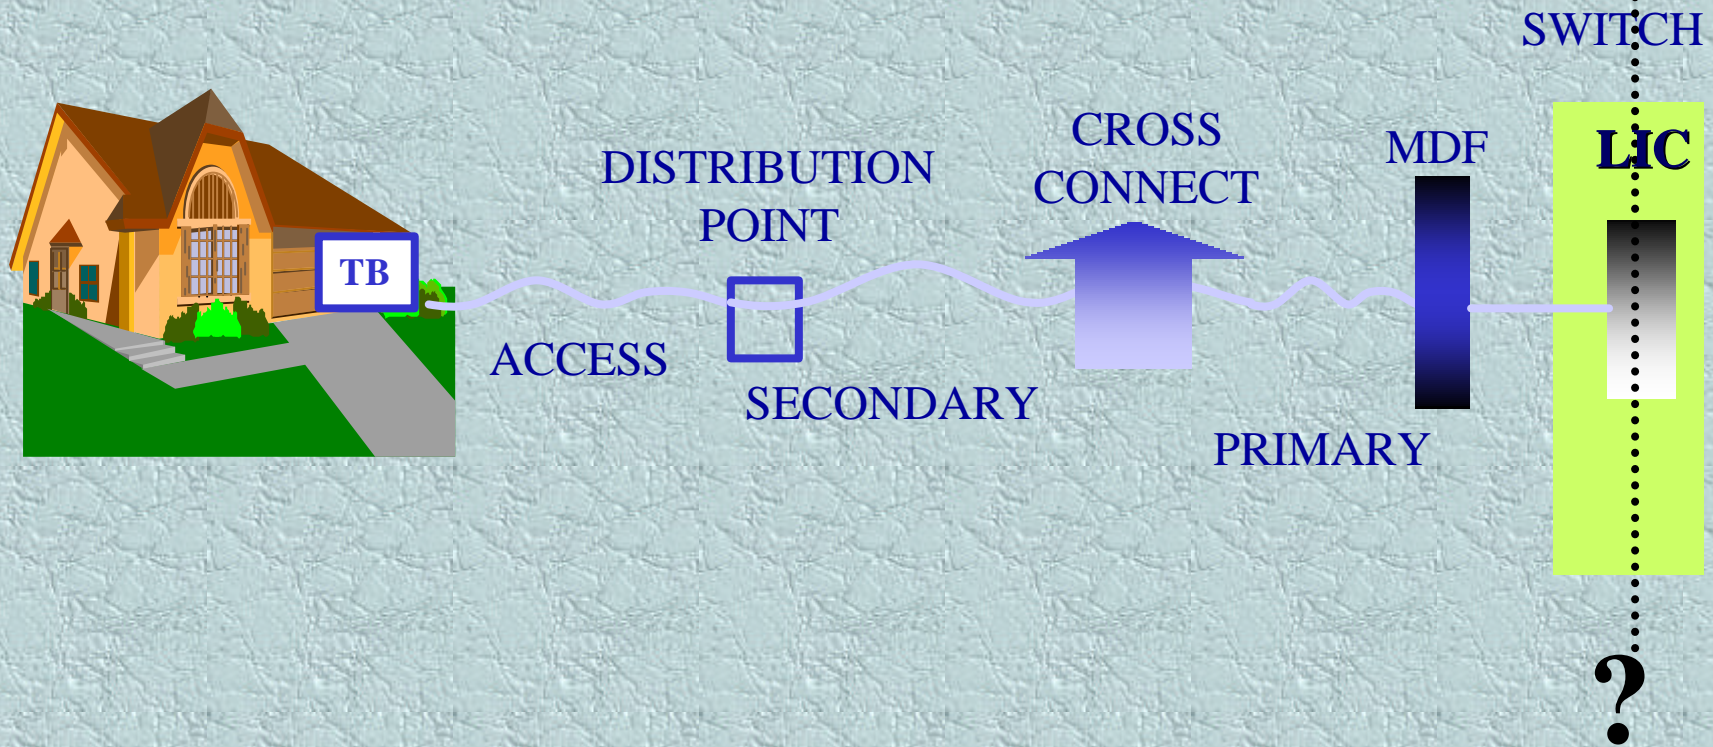 SWITCH
CROSS
CONNECT
MDF
LIC
DISTRIBUTION
POINT
TB
ACCESS
SECONDARY
PRIMARY
?